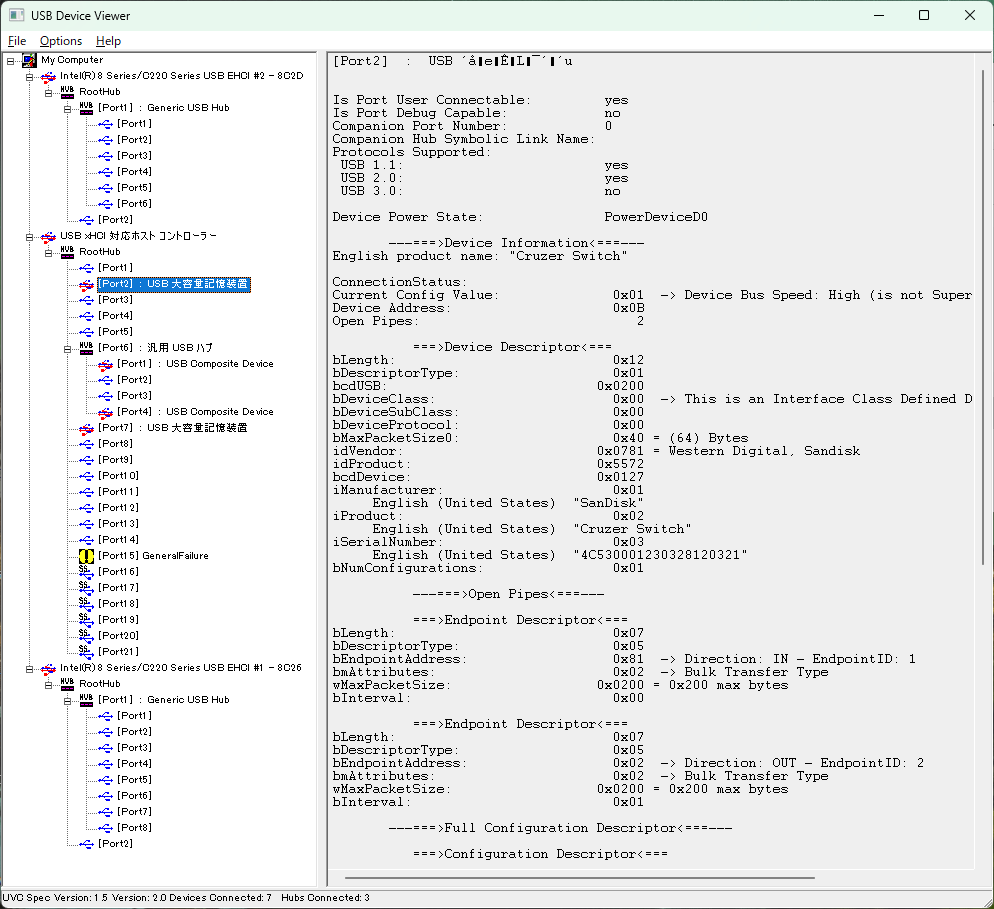 USB Device Viewer
File Options Help
My Computer
Intel(R) 8 Series/C220 Series USB EHCI #2 - 8C2D
RootHub
[Port1] : Generic USB Hub
[Port1]
[Port2]
[Port3]
[Port4]
[Port5]
[Port6]
[Port2]
USB xHCI 対応ホスト コントローラー
RootHub
[Port1]
[Port2] : USB 大容量記憶装置
[Port3]
[Port4]
[Port5]
[Port6] : 汎用 USB ハブ
[Port1] : USB Composite Device
[Port2]
[Port3]
[Port4] : USB Composite Device
[Port7] : USB 大容量記憶装置
[Port8]
[Port9]
[Port10]
[Port11]
[Port12]
[Port13]
[Port14]
[Port15] GeneralFailure
[Port16]
[Port17]
[Port18]
[Port19]
[Port20]
[Port21]
Intel(R) 8 Series/C220 Series USB EHCI #1 - 8C26
RootHub
[Port1] : Generic USB Hub
[Port1]
[Port2]
[Port3]
[Port4]
[Port5]
[Port6]
[Port7]
[Port8]
[Port2]
[Port2] : USB
Is Port User Connectable: yes
Is Port Debug Capable: no
Companion Port Number: 0
Companion Hub Symbolic Link Name:
Protocols Supported:
USB 1.1: yes
USB 2.0: yes
USB 3.0: no
Device Power State: PowerDeviceD0
---===>Device Information<===---
English product name: "Cruzer Switch"
ConnectionStatus:
Current Config Value: 0x01 -> Device Bus Speed: High (is not Super
Device Address: 0x0B
Open Pipes: 2
===>Device Descriptor<===
bLength: 0x12
bDescriptorType: 0x01
bcdUSB: 0x0200
bDeviceClass: 0x00 -> This is an Interface Class Defined D
bDeviceSubClass: 0x00
bDeviceProtocol: 0x00
bMaxPacketSize0: 0x40 = (64) Bytes
idVendor: 0x0781 = Western Digital, Sandisk
idProduct: 0x5572
bcdDevice: 0x0127
iManufacturer: 0x01
English (United States) "SanDisk"
iProduct: 0x02
English (United States) "Cruzer Switch"
iSerialNumber: 0x03
English (United States) "4C530001230328120321"
bNumConfigurations: 0x01
---===>Open Pipes<===---
===>Endpoint Descriptor<===
bLength: 0x07
bDescriptorType: 0x05
bEndpointAddress: 0x81 -> Direction: IN - EndpointID: 1
bmAttributes: 0x02 -> Bulk Transfer Type
wMaxPacketSize: 0x0200 = 0x200 max bytes
bInterval: 0x00
===>Endpoint Descriptor<===
bLength: 0x07
bDescriptorType: 0x05
bEndpointAddress: 0x02 -> Direction: OUT - EndpointID: 2
bmAttributes: 0x02 -> Bulk Transfer Type
wMaxPacketSize: 0x0200 = 0x200 max bytes
bInterval: 0x01
---===>Full Configuration Descriptor<===---
===>Configuration Descriptor<===
UVC Spec Version: 1.5 Version: 2.0 Devices Connected: 7 Hubs Connected: 3